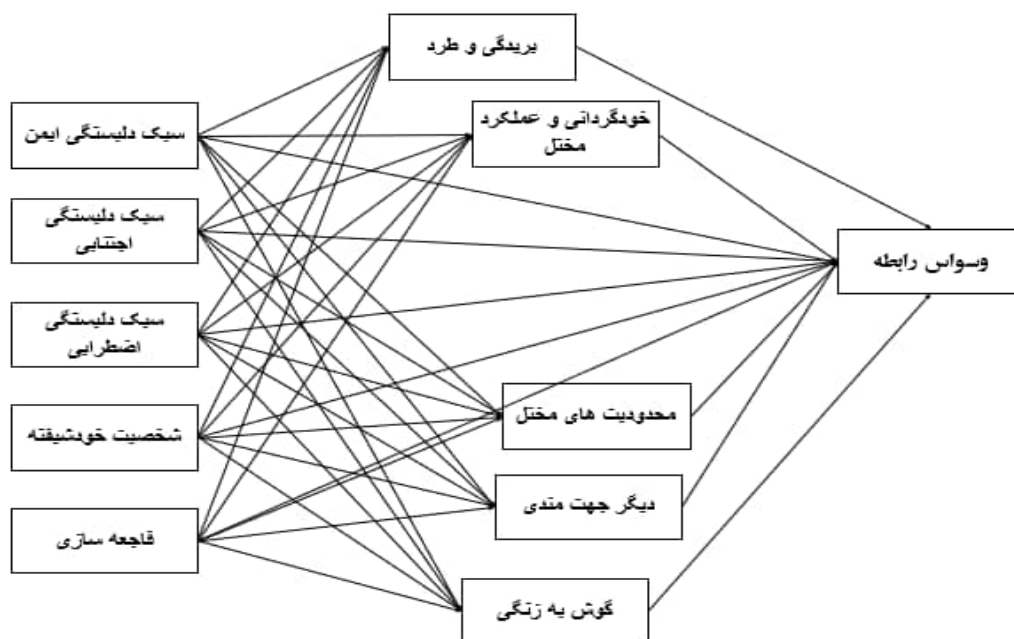 بریدگی و طرد
سبک دلبستگی ایمن
خودگردانی و عملکرد
مختل
سبک دلبستگی
اجتنابی
وسواس رابطه
سبک دلبستگی
اضطرابی
محدودیت های مختل
شخصیت خودشیفته
دیگر جهت مندی
فاجعه سازی
گوش به زنگی